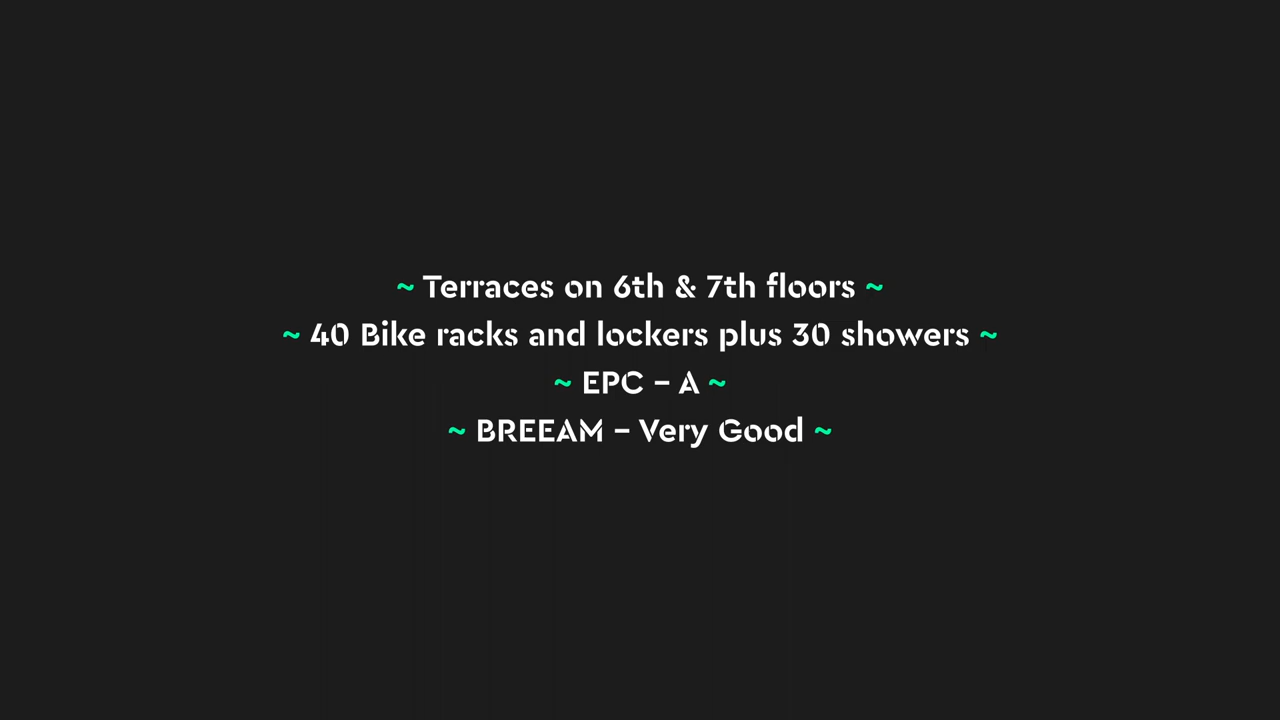 ~ Terraces on 6th & 7th floors ~
~ 40 Bike racks and lockers plus 30 showers ~
~ EPC – A ~
~ BREEAM – Very Good ~